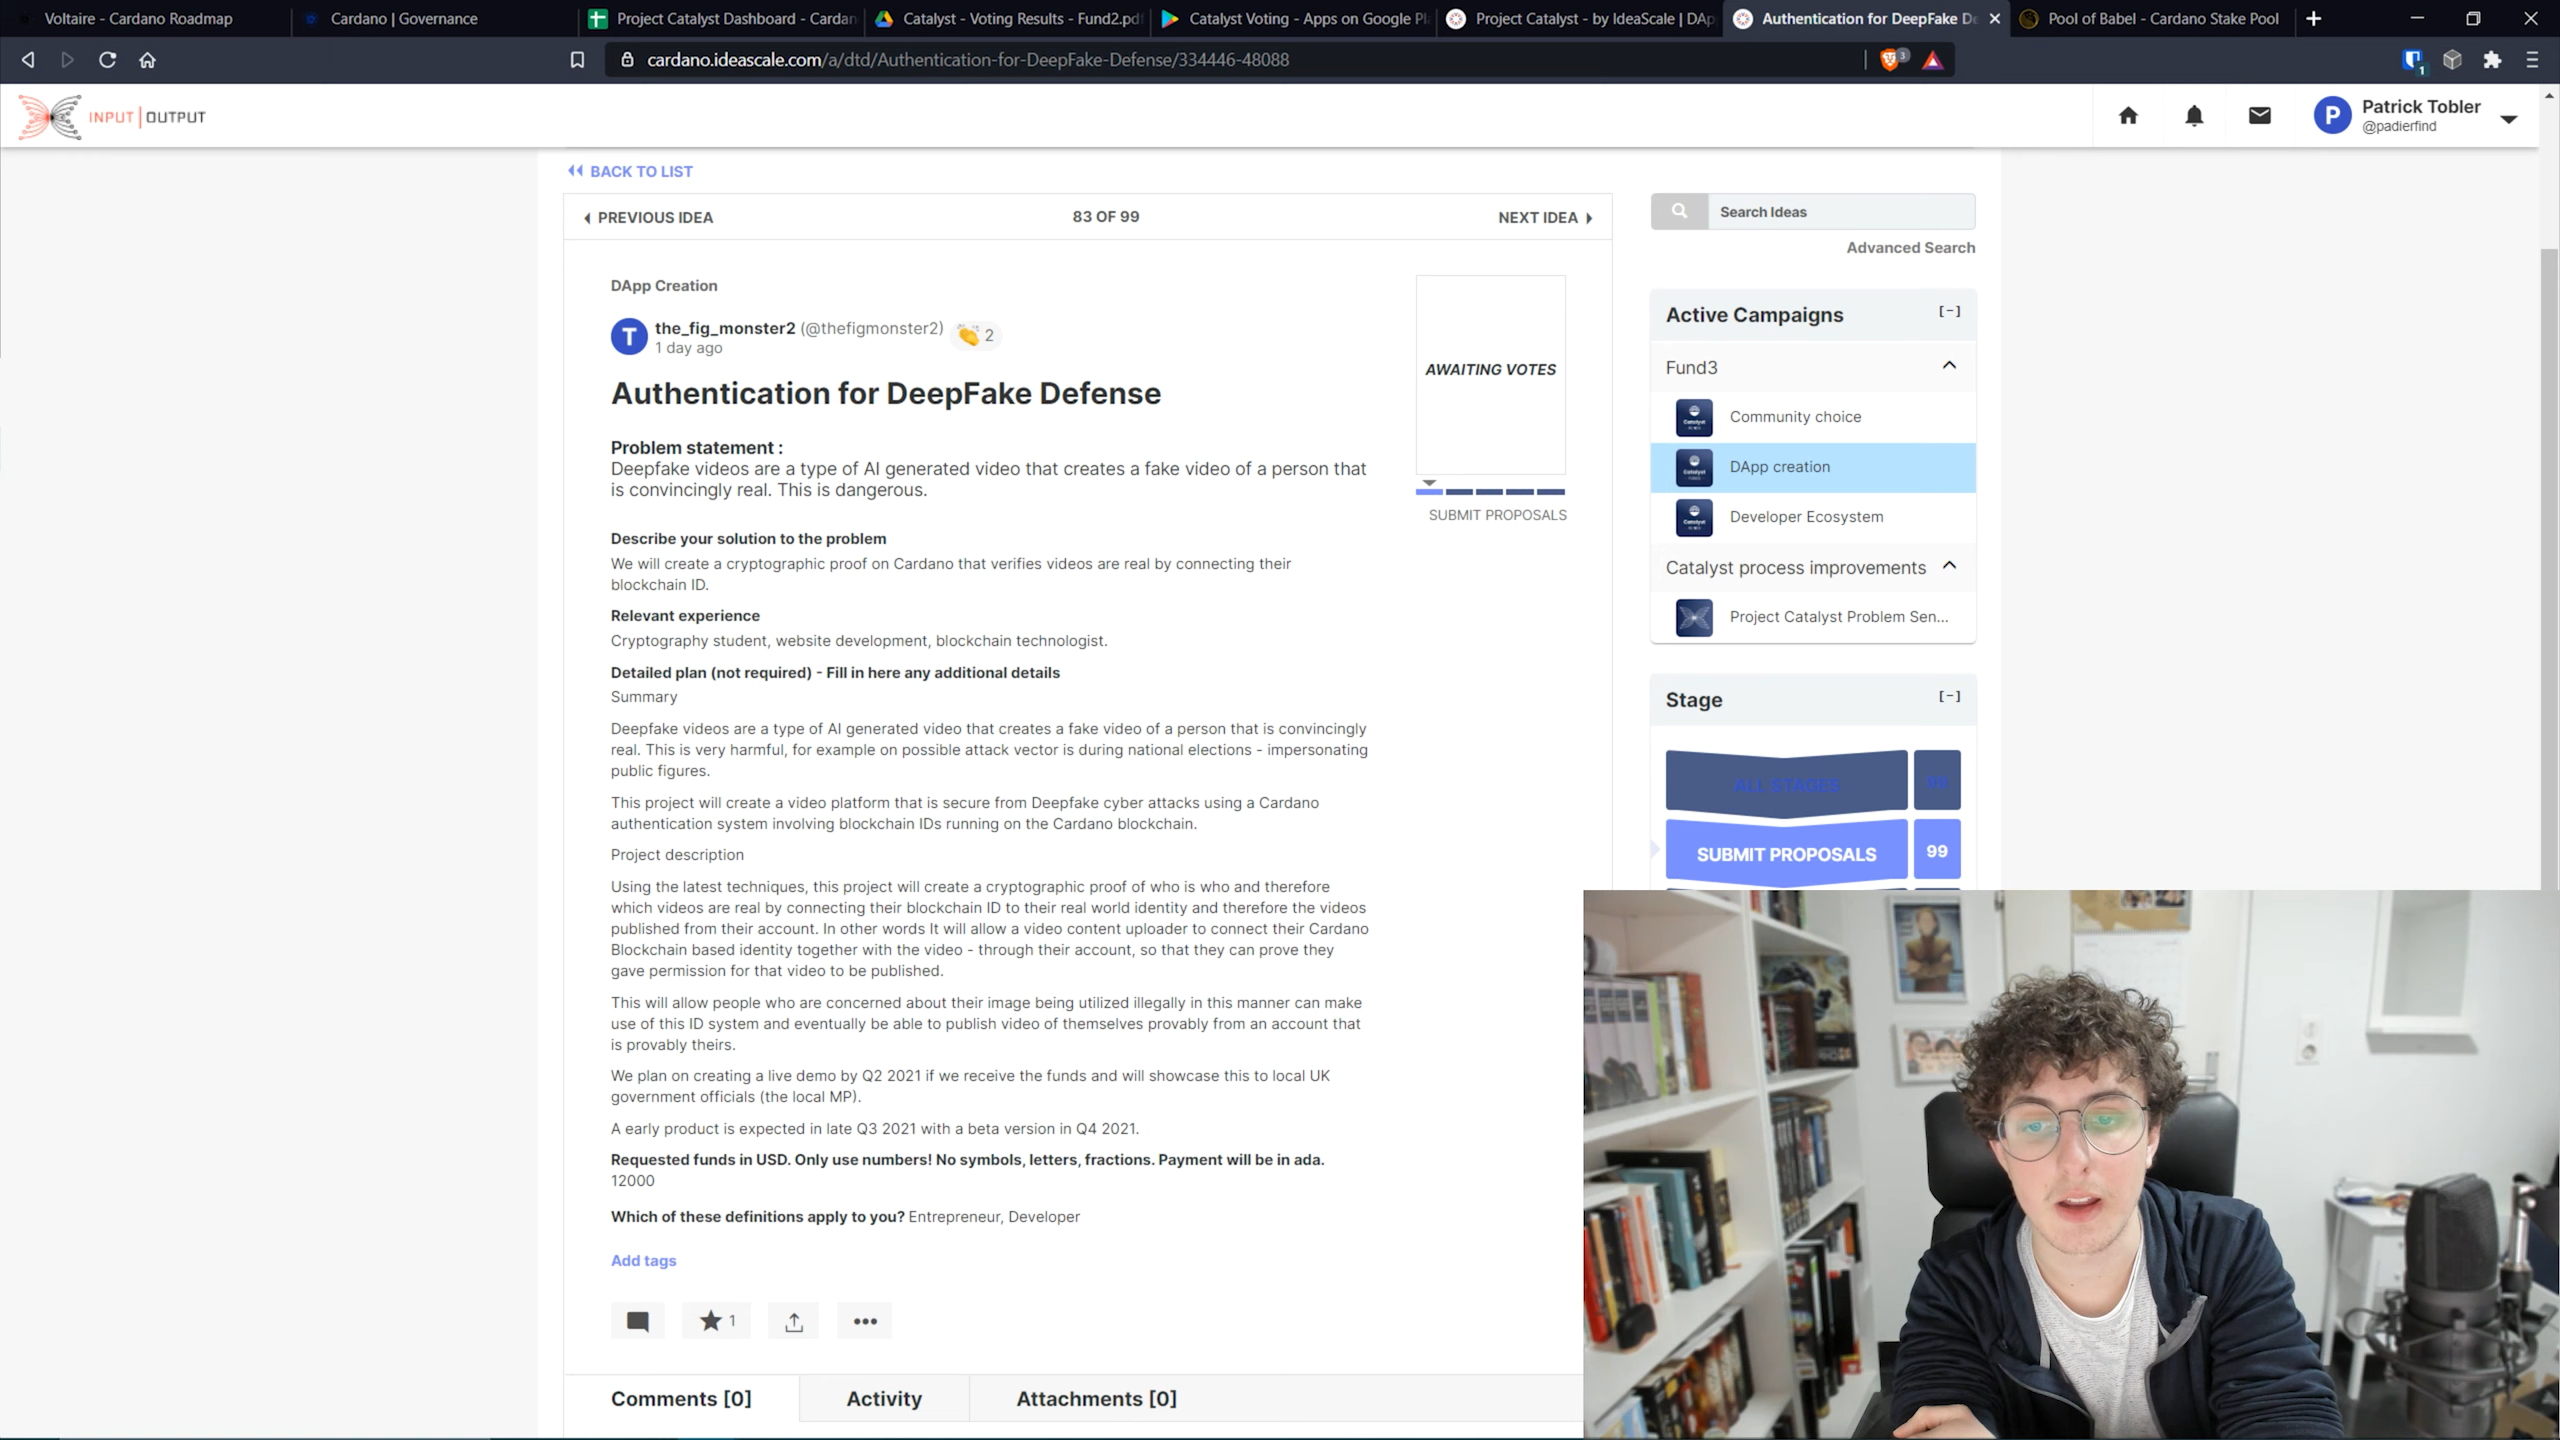 Voltaire - Cardano Roadmap
Cardano | Governance
Project Catalyst Dashboard - Cardan
Catalyst - Voting Results - Fund2.pdf
Catalyst Voting - Apps on Google Pl
Project Catalyst - by IdeaScale | DAp
Authentication for DeepFake De
Pool of Babel - Cardano Stake Pool
cardano.ideascale.com/a/dtd/Authentication-for-DeepFake-Defense/334446-48088
3
1
INPUT | OUTPUT
P
Patrick Tobler
@padierfind
BACK TO LIST
PREVIOUS IDEA
83 OF 99
NEXT IDEA
DApp Creation
T
the_fig_monster2 (@thefigmonster2) 2
1 day ago
Authentication for DeepFake Defense
Problem statement :
Deepfake videos are a type of AI generated video that creates a fake video of a person that
is convincingly real. This is dangerous.
Describe your solution to the problem
We will create a cryptographic proof on Cardano that verifies videos are real by connecting their
blockchain ID.
Relevant experience
Cryptography student, website development, blockchain technologist.
Detailed plan (not required) - Fill in here any additional details
Summary
Deepfake videos are a type of AI generated video that creates a fake video of a person that is convincingly
real. This is very harmful, for example on possible attack vector is during national elections - impersonating
public figures.
This project will create a video platform that is secure from Deepfake cyber attacks using a Cardano
authentication system involving blockchain IDs running on the Cardano blockchain.
Project description
Using the latest techniques, this project will create a cryptographic proof of who is who and therefore
which videos are real by connecting their blockchain ID to their real world identity and therefore the videos
published from their account. In other words It will allow a video content uploader to connect their Cardano
Blockchain based identity together with the video - through their account, so that they can prove they
gave permission for that video to be published.
This will allow people who are concerned about their image being utilized illegally in this manner can make
use of this ID system and eventually be able to publish video of themselves provably from an account that
is provably theirs.
We plan on creating a live demo by Q2 2021 if we receive the funds and will showcase this to local UK
government officials (the local MP).
A early product is expected in late Q3 2021 with a beta version in Q4 2021.
Requested funds in USD. Only use numbers! No symbols, letters, fractions. Payment will be in ada.
12000
Which of these definitions apply to you? Entrepreneur, Developer
Add tags
1
Comments [0]
Activity
Attachments [0]
AWAITING VOTES
SUBMIT PROPOSALS
Search Ideas
Advanced Search
Active Campaigns
[-]
Fund3
Community choice
DApp creation
Developer Ecosystem
Catalyst process improvements
Project Catalyst Problem Sen...
Stage
[-]
ALL STAGES
99
SUBMIT PROPOSALS
99